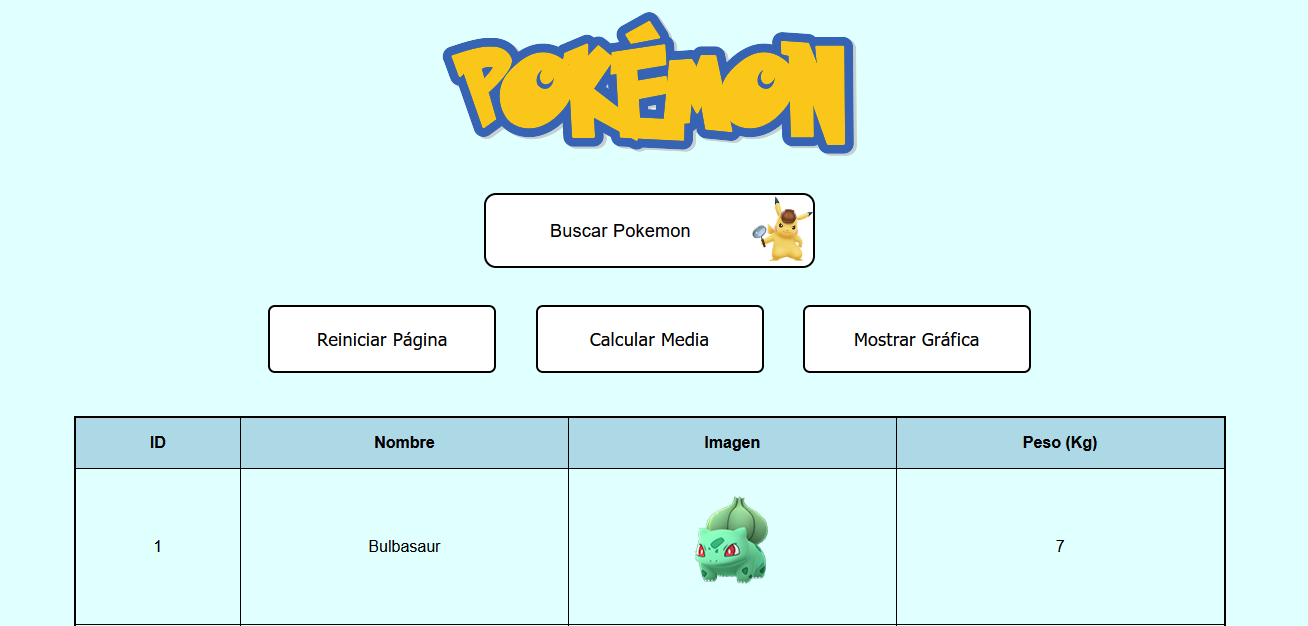 POKÉMON
Buscar Pokemon
Reiniciar Página
Calcular Media
Mostrar Gráfica
ID
Nombre
Imagen
Peso (Kg)
1
Bulbasaur
7